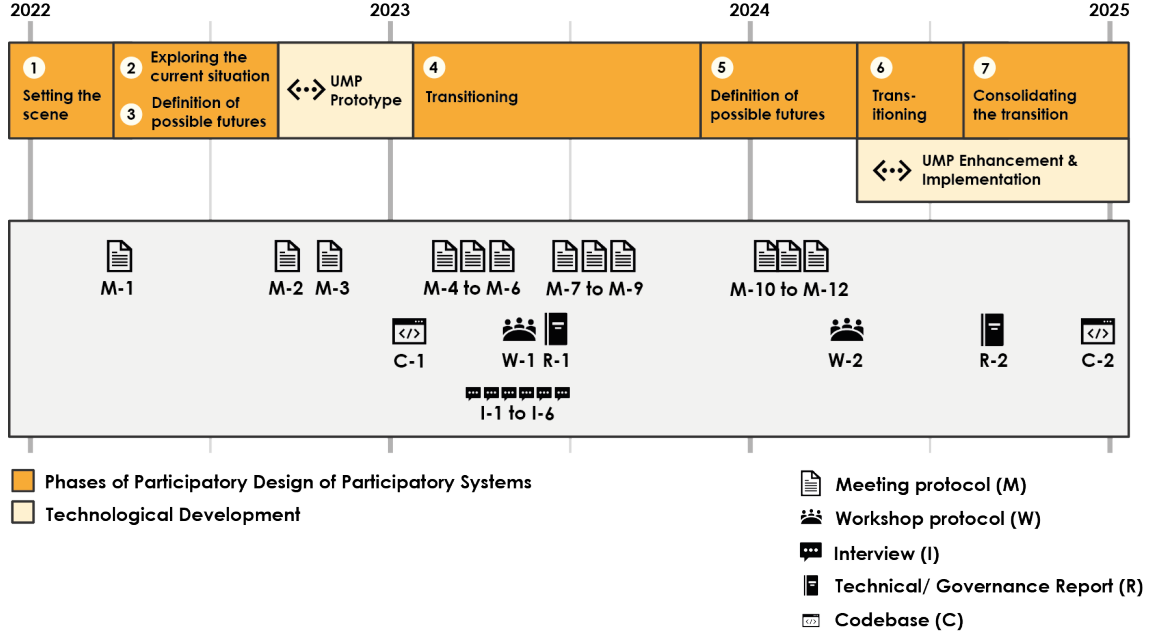 2022
2023
2024
2025
1
Setting the
scene
2
Exploring the
current situation
3
Definition of
possible futures
UMP
Prototype
4
Transitioning
5
Definition of
possible futures
6
Trans-
itioning
7
Consolidating
the transition
UMP Enhancement &
Implementation
M-1
M-2
M-3
M-4 to M-6
M-7 to M-9
M-10 to M-12
C-1
W-1
R-1
W-2
R-2
C-2
I-1 to I-6
Phases of Participatory Design of Participatory Systems
Technological Development
Meeting protocol (M)
Workshop protocol (W)
Interview (I)
Technical/ Governance Report (R)
Codebase (C)